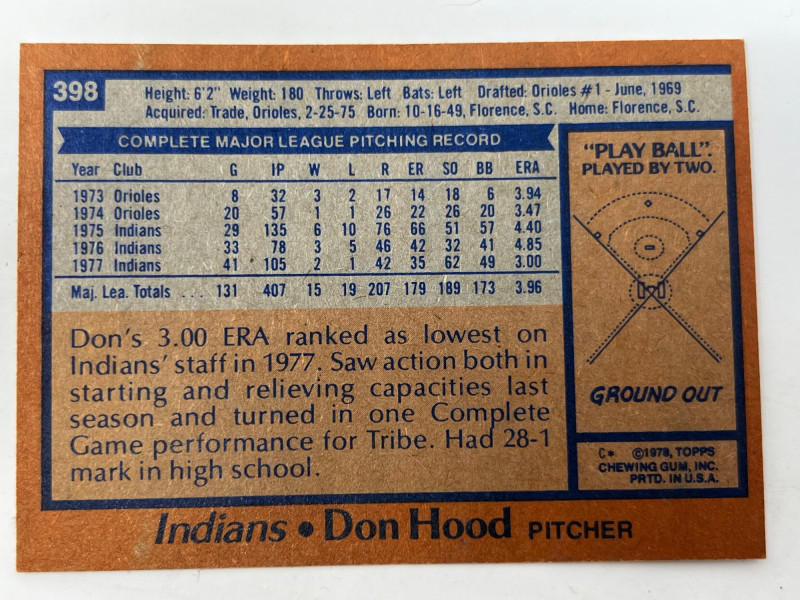 398
Height: 6'2" Weight: 180 Throws: Left Bats: Left Drafted: Orioles #1 - June, 1969
Acquired: Trade, Orioles, 2-25-75 Born: 10-16-49, Florence, S.C. Home: Florence, S.C.
COMPLETE MAJOR LEAGUE PITCHING RECORD
Year Club G IP W L R ER SO BB ERA
1973 Orioles 8 32 3 2 17 14 18 6 3.94
1974 Orioles 20 57 1 1 26 22 26 20 3.47
1975 Indians 29 135 6 10 76 66 51 57 4.40
1976 Indians 33 78 3 5 46 42 32 41 4.85
1977 Indians 41 105 2 1 42 35 62 49 3.00
Maj. Lea. Totals . . . 131 407 15 19 207 179 189 173 3.96
Don's 3.00 ERA ranked as lowest on
Indians' staff in 1977. Saw action both in
starting and relieving capacities last
season and turned in one Complete
Game performance for Tribe. Had 28-1
mark in high school.
"PLAY BALL".
PLAYED BY TWO.
GROUND OUT
C* ©1978, TOPPS
CHEWING GUM, INC.
PRTD. IN U.S.A.
Indians • Don Hood PITCHER